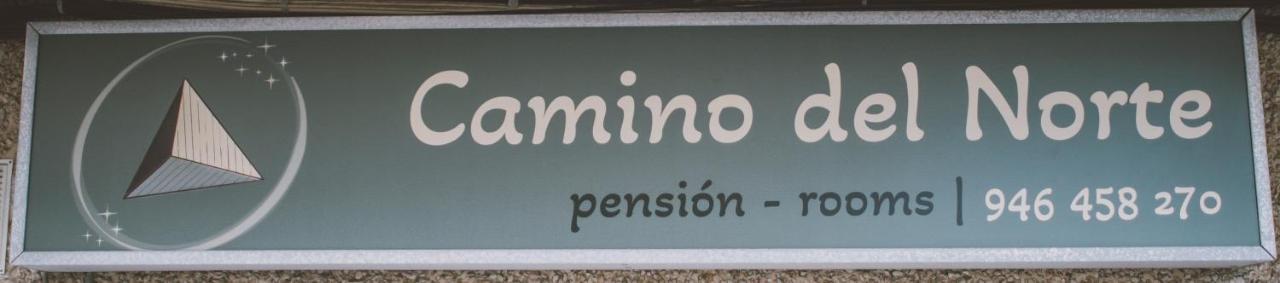 Camino del Norte
pensión - rooms | 946 458 270